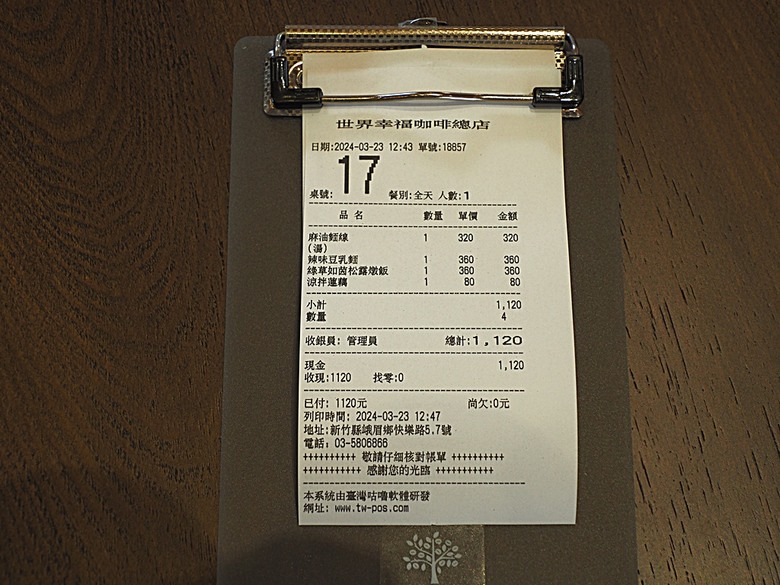 世界幸福咖啡總店
日期:2024-03-23 12:43 單號:18857
桌號: 17 餐別:全天 人數:1
品 名 數量 單價 金額
麻油麵線 1 320 320
(湯)
辣味豆乳麵 1 360 360
綠草如茵松露燉飯 1 360 360
涼拌蓮藕 1 80 80
小計 1,120
數量 4
收銀員: 管理員 總計:1,120
現金 1,120
收現:1120 找零:0
已付: 1120元 尚欠:0元
列印時間: 2024-03-23 12:47
地址:新竹縣峨眉鄉快樂路5.7號
電話: 03-5806866
++++++++++ 敬請仔細核對帳單 ++++++++++
+++++++++++ 感謝您的光臨 +++++++++++
本系統由臺灣咕嚕軟體研發
網址: www.tw-pos.com